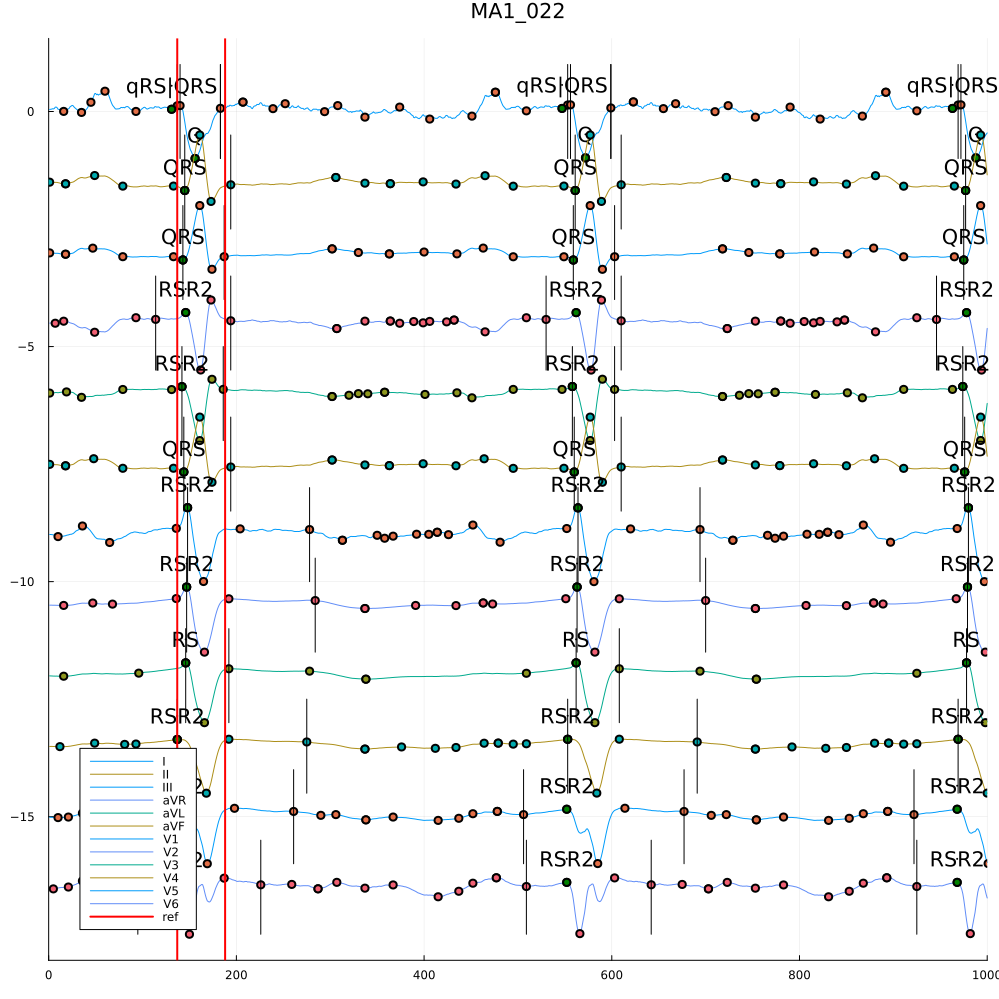 MA1_022
qRS QRS qRS QRS qRS QRS
0
Q Q Q
QRS QRS QRS
QRS QRS QRS
RSR2 RSR2 RSR2
−5
RSR2 RSR2 RSR2
QRS QRS QRS
RSR2 RSR2 RSR2
RSR2 RSR2 RSR2
−10
RS RS RS
RSR2 RSR2 RSR2
I
II
III
aVR
aVL
aVF
V1
V2
V3
V4
V5
V6
ref
RSR2 RSR2
−15
RSR2 RSR2
0 200 400 600 800 1000